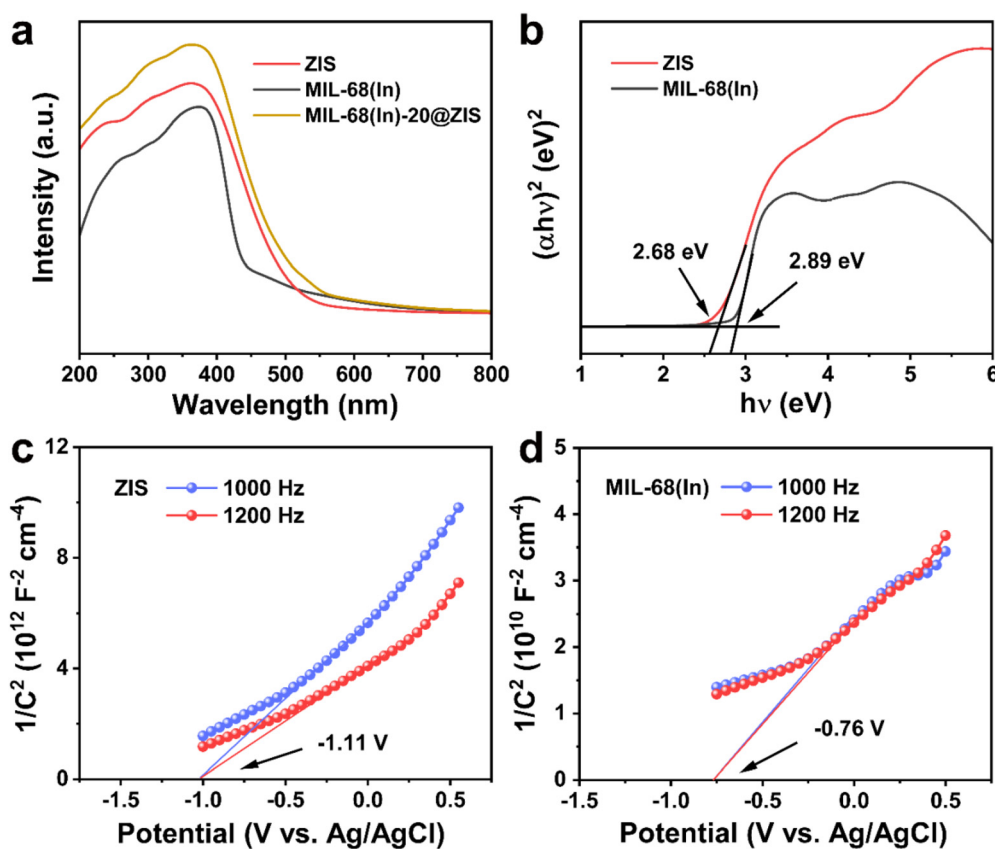 a
ZIS
MIL-68(In)
MIL-68(In)-20@ZIS
Intensity (a.u.)
200 300 400 500 600 700 800
Wavelength (nm)
b
ZIS
MIL-68(In)
2.68 eV
2.89 eV
(αhν)² (eV)²
1 2 3 4 5 6
hν (eV)
c
ZIS
1000 Hz
1200 Hz
12
8
4
0
-1.11 V
1/C² (10¹² F⁻² cm⁻⁴)
-1.5 -1.0 -0.5 0.0 0.5
Potential (V vs. Ag/AgCl)
d
MIL-68(In)
1000 Hz
1200 Hz
5
4
3
2
1
0
-0.76 V
1/C² (10¹⁰ F⁻² cm⁻⁴)
-1.5 -1.0 -0.5 0.0 0.5
Potential (V vs. Ag/AgCl)